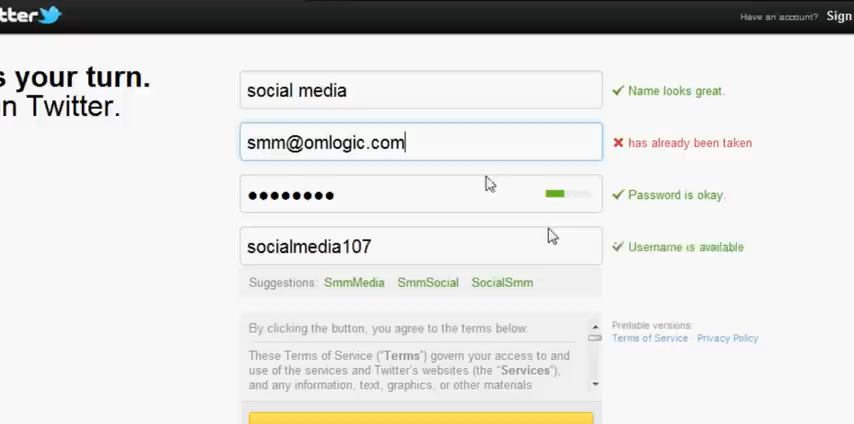 tter
Have an account? Sign
s your turn.
n Twitter.
social media
Name looks great.
smm@omlogic.com
has already been taken
●●●●●●●●
Password is okay.
socialmedia107
Username is available
Suggestions: SmmMedia SmmSocial SocialSmm
By clicking the button, you agree to the terms below:
These Terms of Service ("Terms") govern your access to and
use of the services and Twitter's websites (the "Services"),
and any information, text, graphics, or other materials
Printable versions:
Terms of Service · Privacy Policy